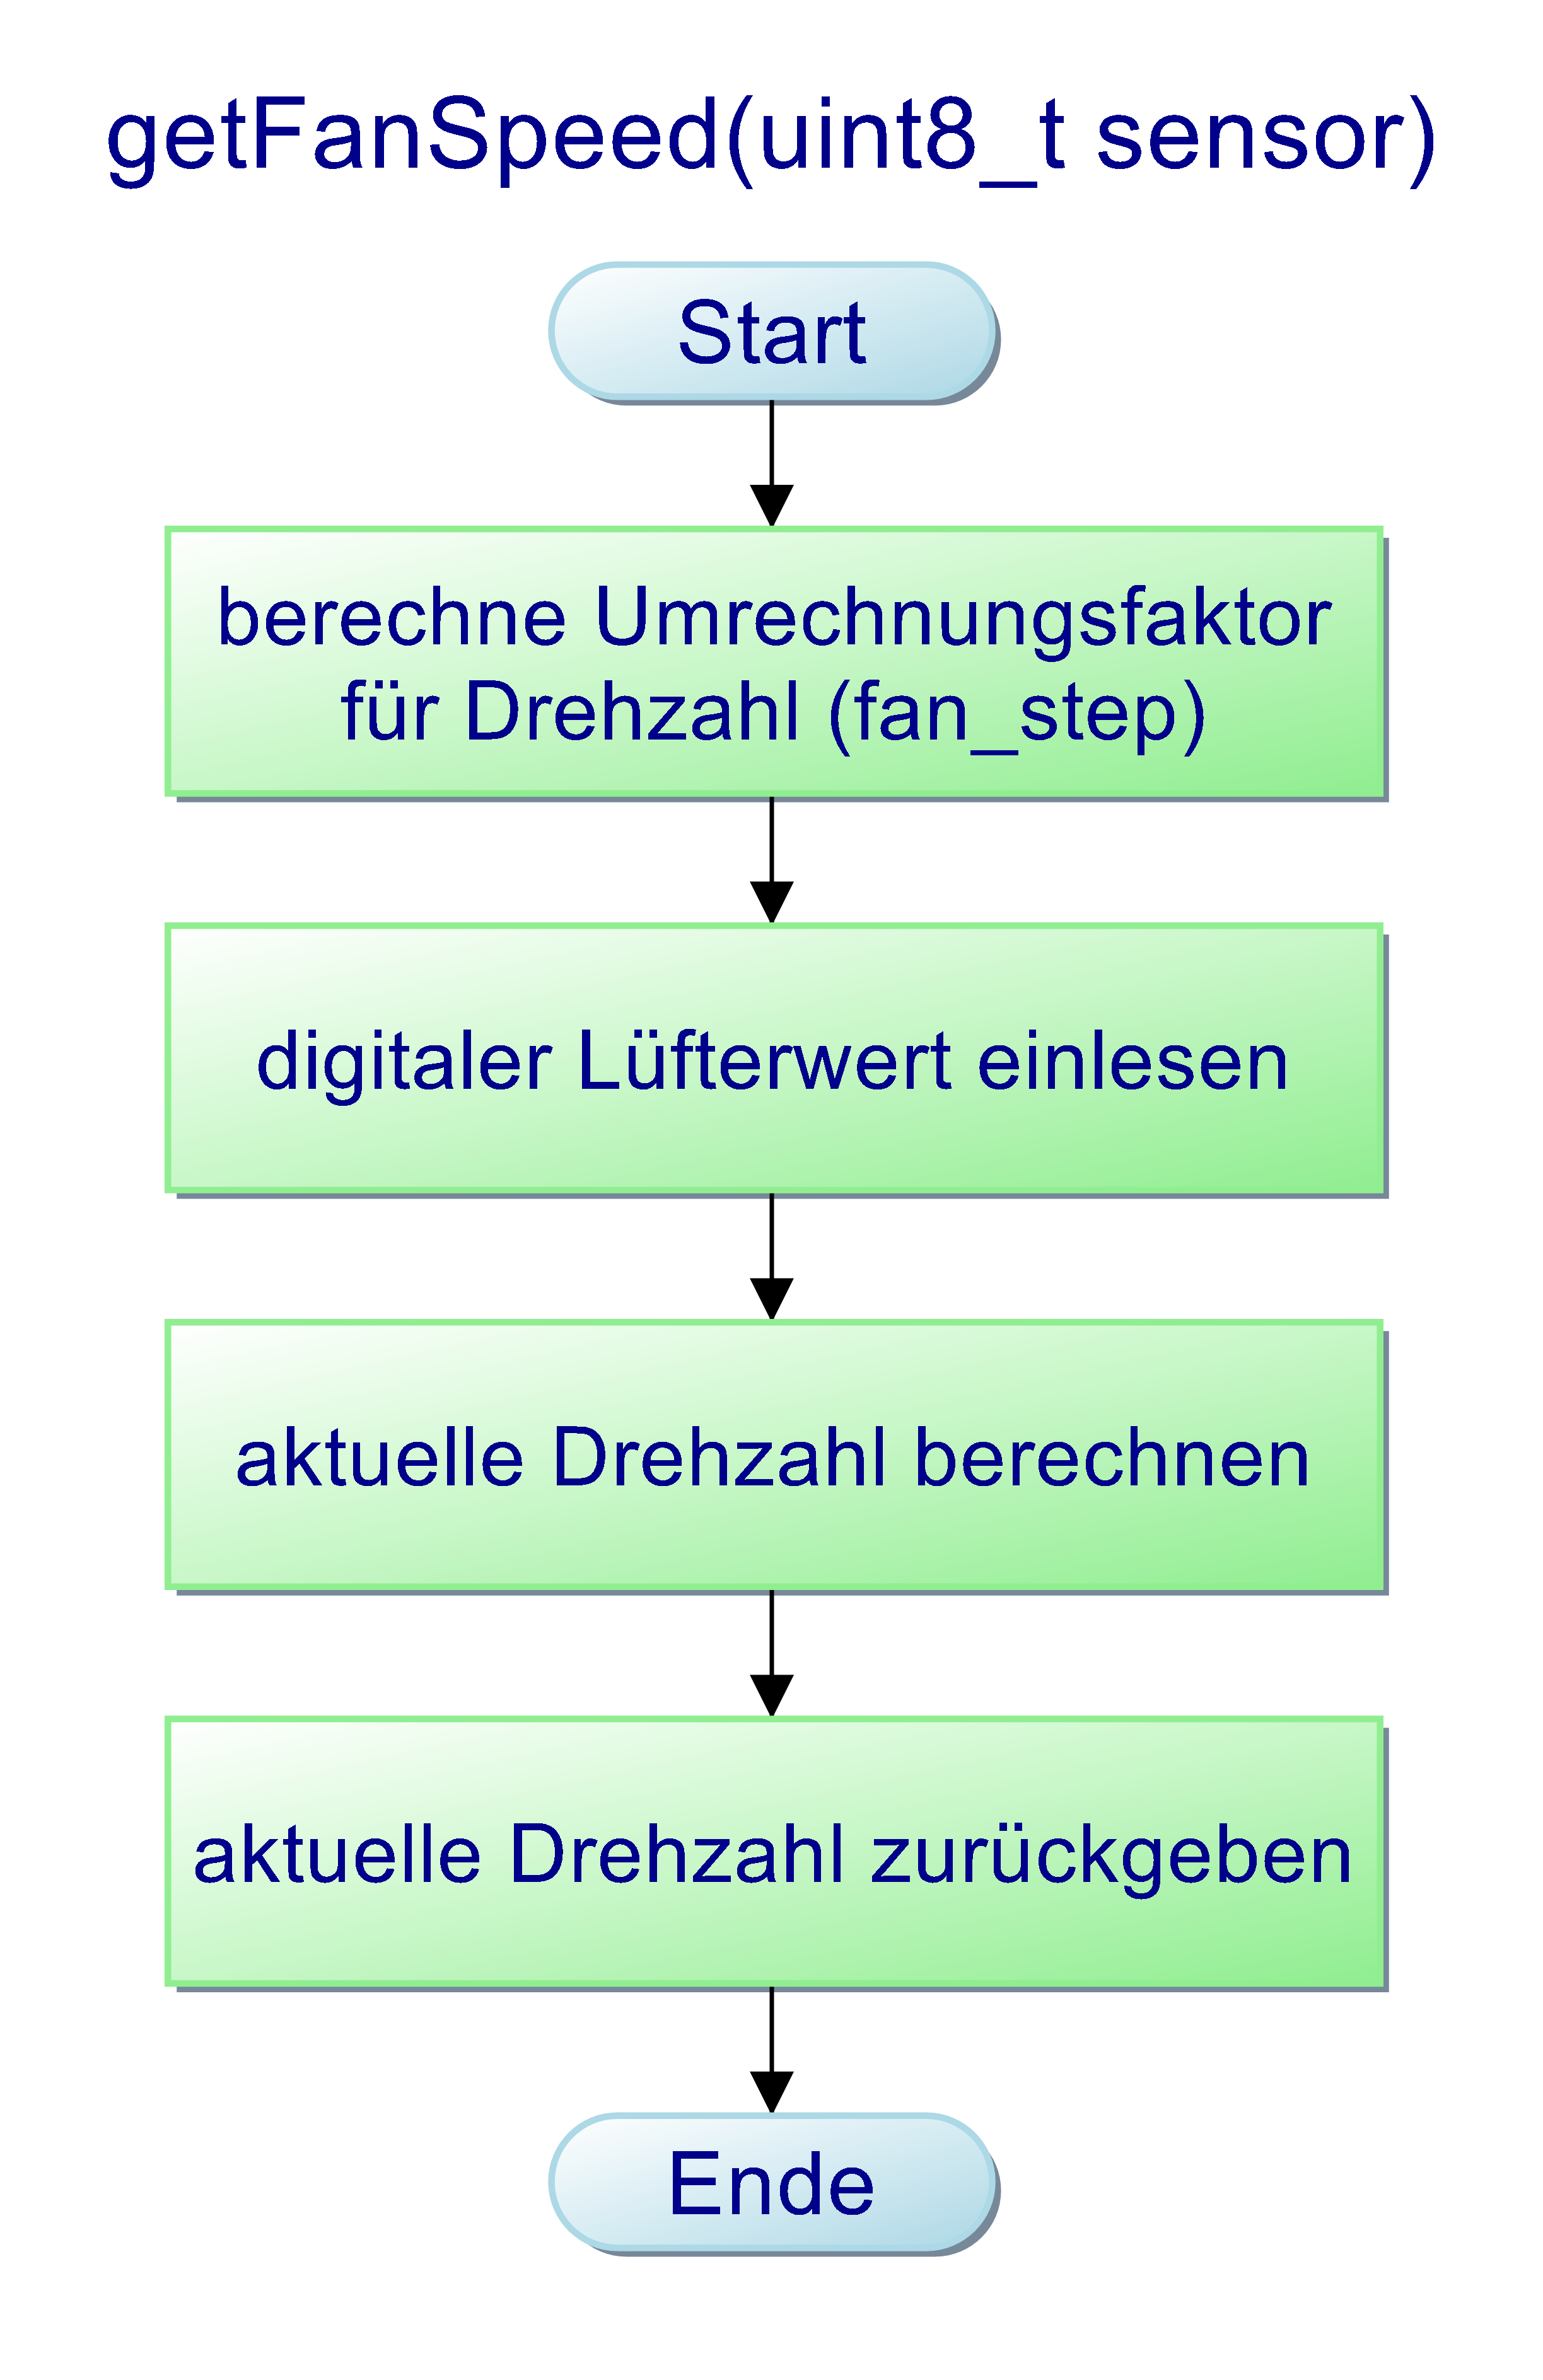 getFanSpeed(uint8_t sensor)
Start
berechne Umrechnungsfaktor
für Drehzahl (fan_step)
digitaler Lüfterwert einlesen
aktuelle Drehzahl berechnen
aktuelle Drehzahl zurückgeben
Ende